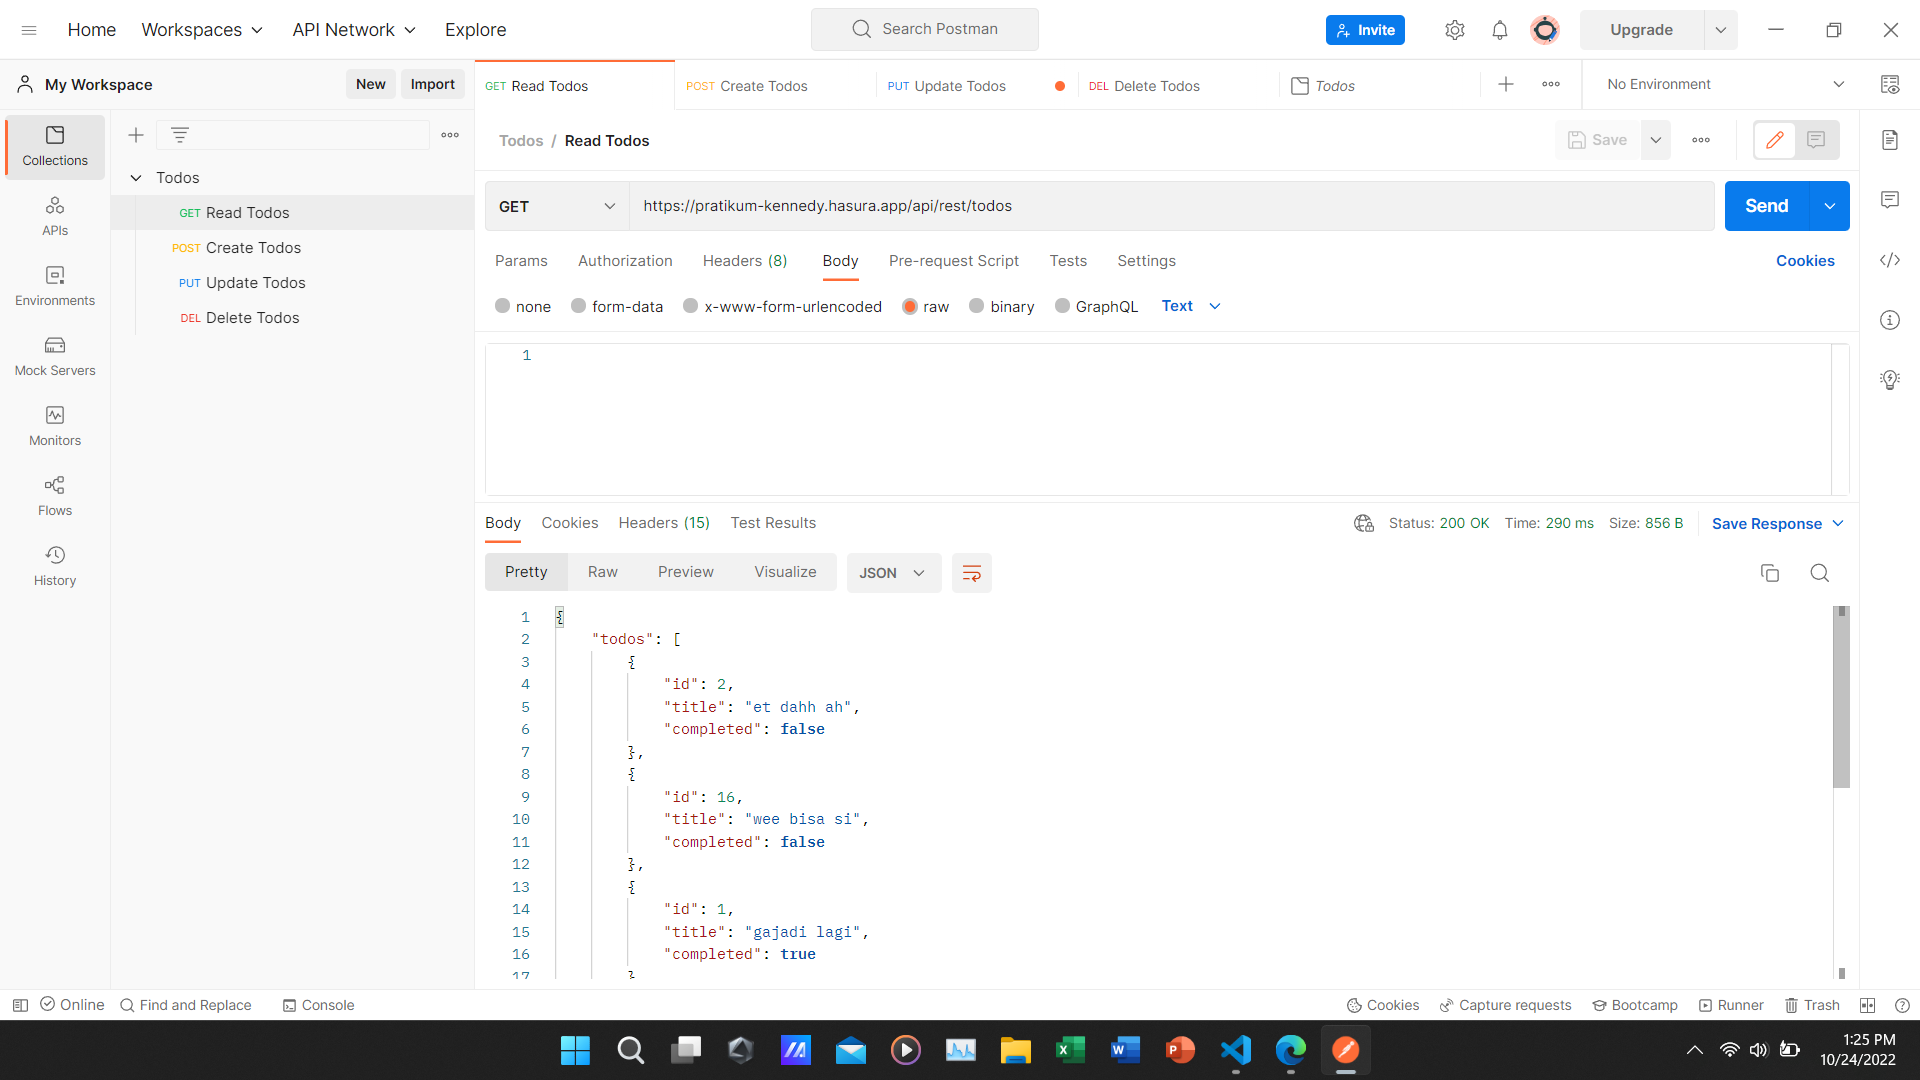 Home Workspaces API Network Explore Search Postman Invite Upgrade
My Workspace New Import GET Read Todos POST Create Todos PUT Update Todos DEL Delete Todos Todos No Environment
Collections
APIs
Environments
Mock Servers
Monitors
Flows
History
Todos
GET Read Todos
POST Create Todos
PUT Update Todos
DEL Delete Todos
Todos / Read Todos Save
GET https://pratikum-kennedy.hasura.app/api/rest/todos Send
Params Authorization Headers (8) Body Pre-request Script Tests Settings Cookies
none form-data x-www-form-urlencoded raw binary GraphQL Text
1
Body Cookies Headers (15) Test Results Status: 200 OK Time: 290 ms Size: 856 B Save Response
Pretty Raw Preview Visualize JSON
1 {
2 "todos": [
3 {
4 "id": 2,
5 "title": "et dahh ah",
6 "completed": false
7 },
8 {
9 "id": 16,
10 "title": "wee bisa si",
11 "completed": false
12 },
13 {
14 "id": 1,
15 "title": "gajadi lagi",
16 "completed": true
17 }
Online Find and Replace Console Cookies Capture requests Bootcamp Runner Trash
1:25 PM
10/24/2022